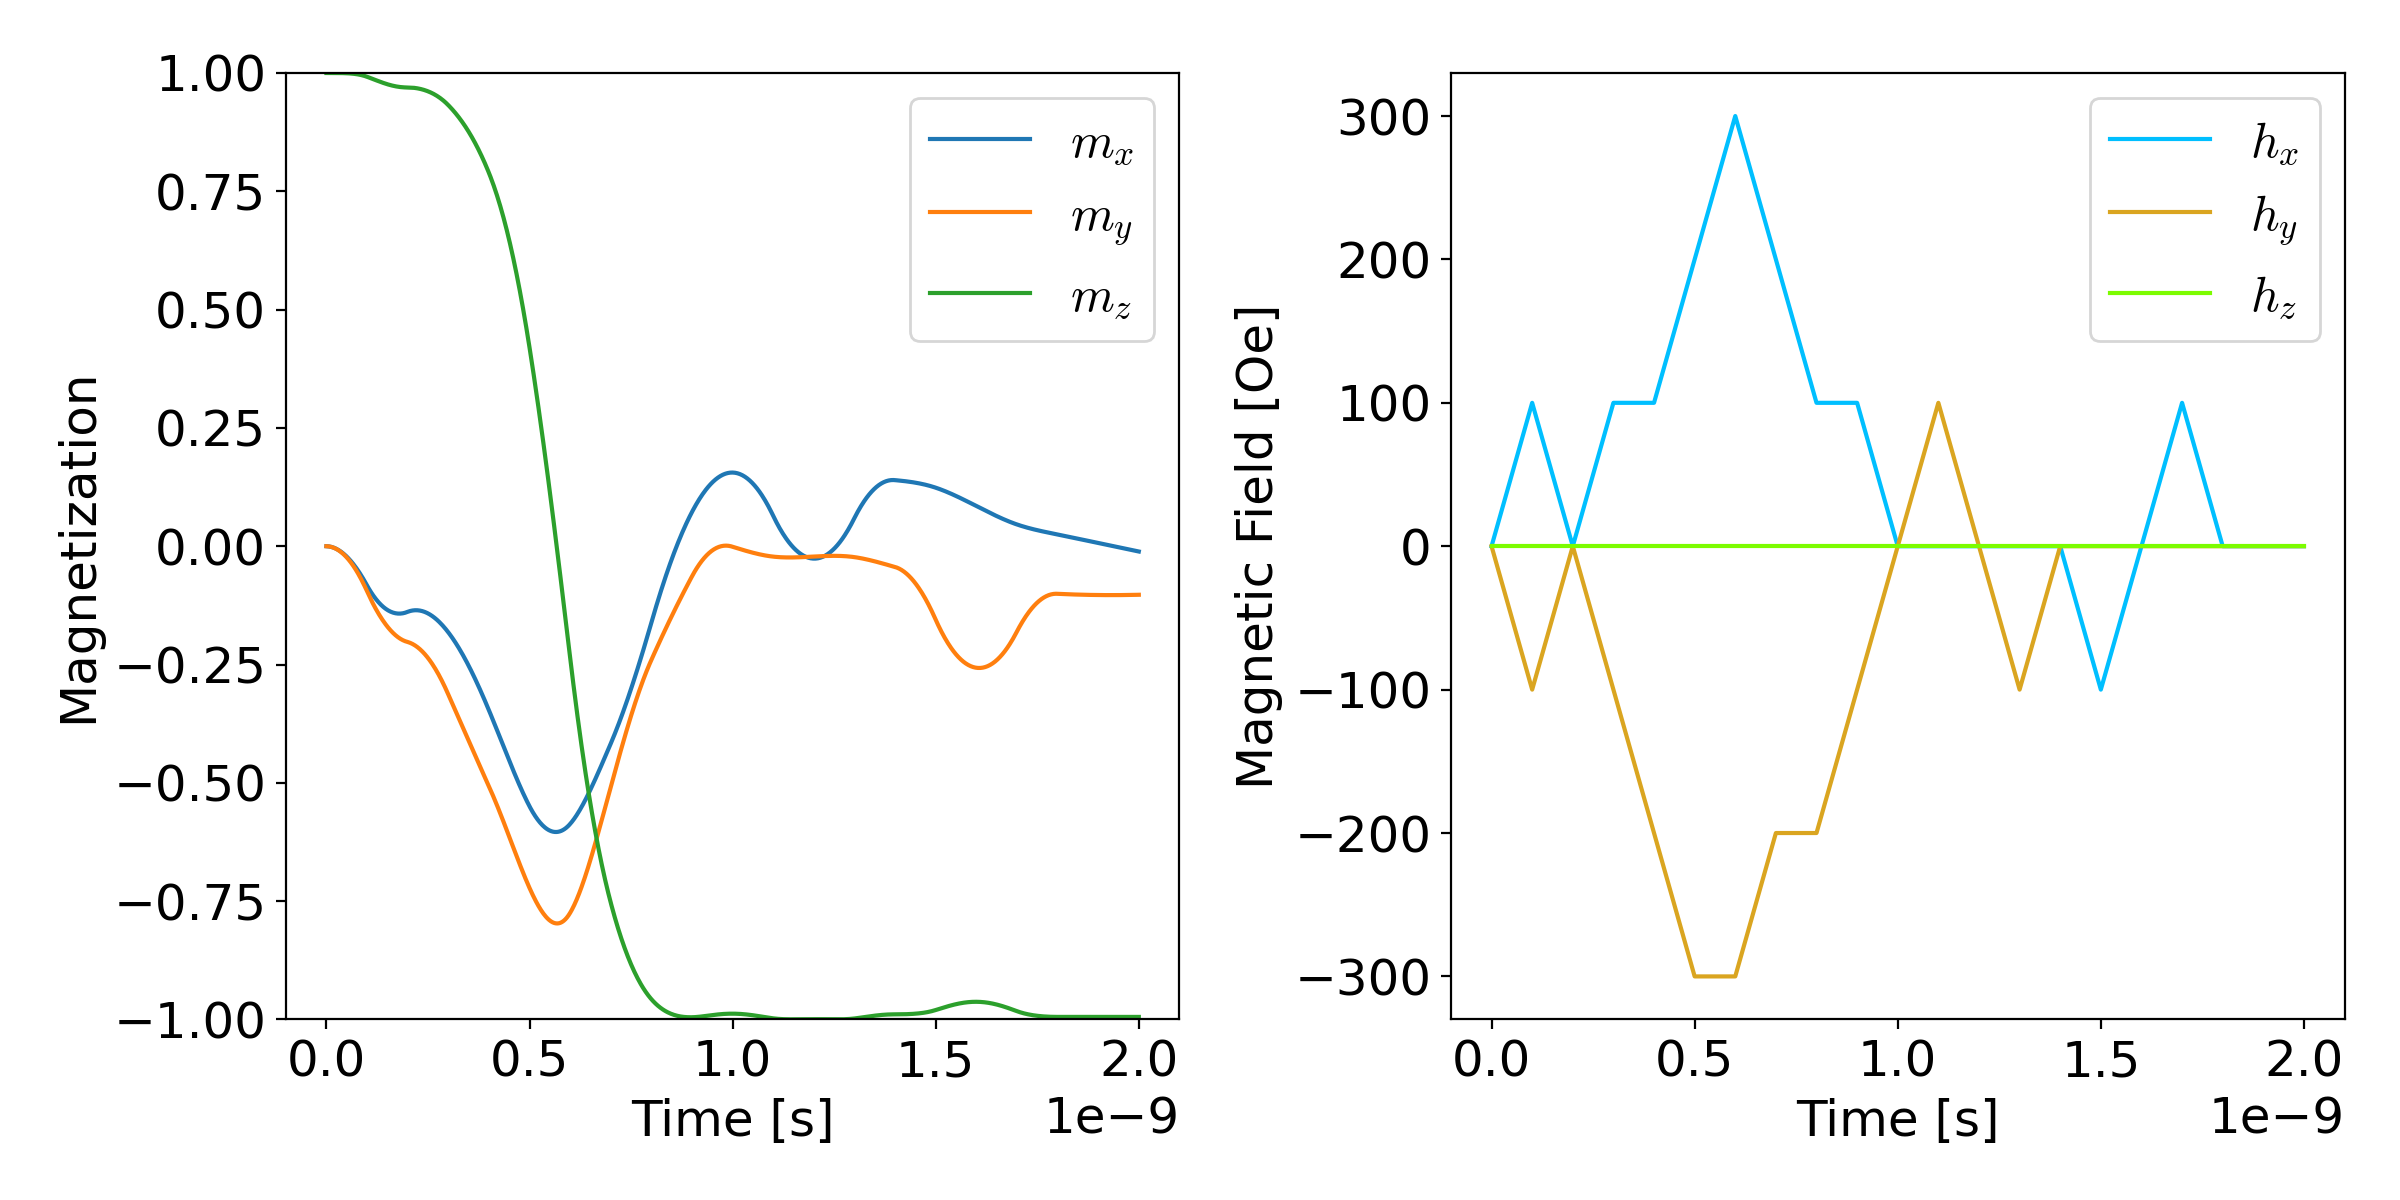 1.00
0.75
0.50
0.25
0.00
−0.25
−0.50
−0.75
−1.00
Magnetization
0.0 0.5 1.0 1.5 2.0
Time [s]
1e−9
m_x
m_y
m_z
300
200
100
0
−100
−200
−300
Magnetic Field [Oe]
0.0 0.5 1.0 1.5 2.0
Time [s]
1e−9
h_x
h_y
h_z